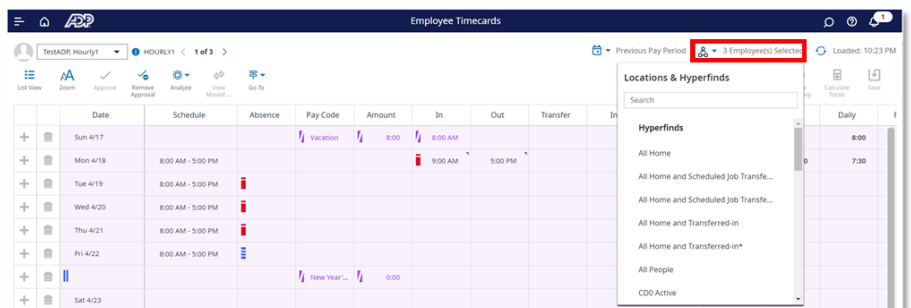 ADP
Employee Timecards
1
TestADP, Hourly1
HOURLY1
1 of 3
Previous Pay Period
3 Employee(s) Selected
Loaded: 10:23 PM
List View
Zoom
Approve
Remove Approval
Analyze
View Moved ...
Go To
Calculate Totals
Save
Locations & Hyperfinds
Search
Hyperfinds
All Home
All Home and Scheduled Job Transfe...
All Home and Scheduled Job Transfe...
All Home and Transferred-in
All Home and Transferred-in*
All People
CD0 Active
Date Schedule Absence Pay Code Amount In Out Transfer In Daily
Sun 4/17 Vacation 8:00 8:00 AM 8:00
Mon 4/18 8:00 AM - 5:00 PM 9:00 AM 5:00 PM 7:30
Tue 4/19 8:00 AM - 5:00 PM
Wed 4/20 8:00 AM - 5:00 PM
Thu 4/21 8:00 AM - 5:00 PM
Fri 4/22 8:00 AM - 5:00 PM
New Year'... 0:00
Sat 4/23